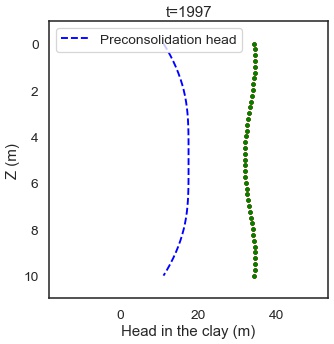 t=1997
Preconsolidation head
0
2
4
6
8
10
Z (m)
0 20 40
Head in the clay (m)